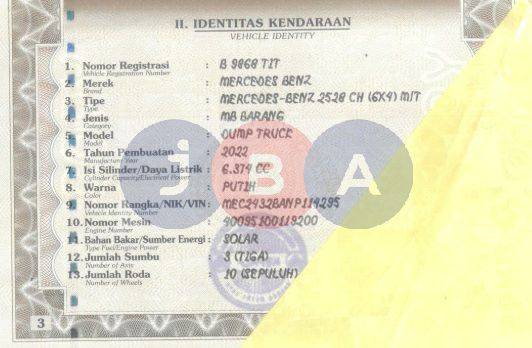 II. IDENTITAS KENDARAAN
VEHICLE IDENTITY
1. Nomor Registrasi : B 9868 TIT
Vehicle Registration Number
2. Merek : MERCEDES BENZ
Brand
3. Tipe : MERCEDES-BENZ 2528 CH (6X4) M/T
Type
4. Jenis : MB BARANG
Category
5. Model : DUMP TRUCK
Model
6. Tahun Pembuatan : 2022
Manufacture Year
7. Isi Silinder/Daya Listrik : 6.374 CC
Cylinder Capacity/Electrical Power
8. Warna : PUTIH
Color
9. Nomor Rangka/NIK/VIN : MEC2432BANP114295
Vehicle Identity Number
10. Nomor Mesin : 400951D0118200
Engine Number
11. Bahan Bakar/Sumber Energi : SOLAR
Type Fuel/Engine Power
12. Jumlah Sumbu : 3 (TIGA)
Number of Axis
13. Jumlah Roda : 10 (SEPULUH)
Number of Wheels
JBA
3